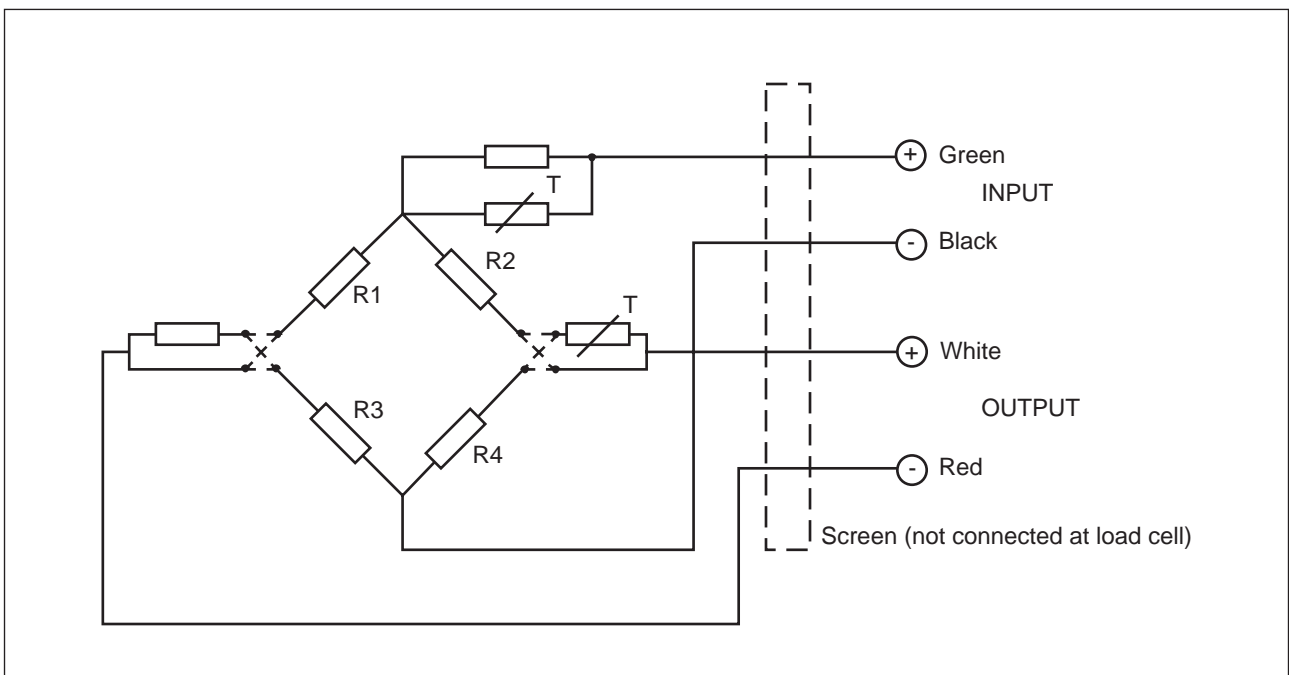 + Green
T
INPUT
- Black
R2
R1
T
+ White
R3
OUTPUT
R4
- Red
Screen (not connected at load cell)